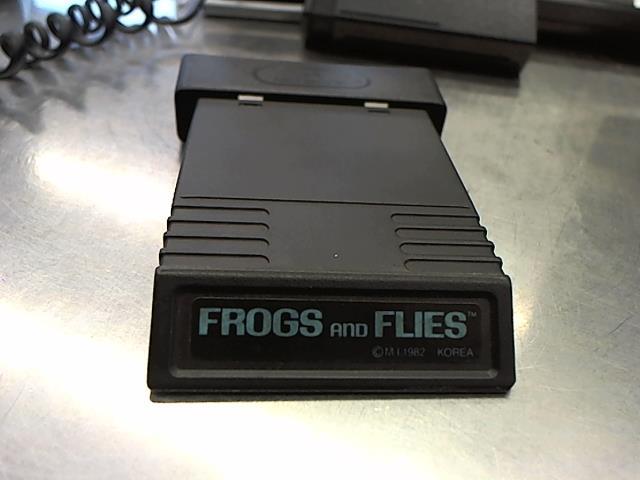 FROGS AND FLIES™
© M I 1982 KOREA